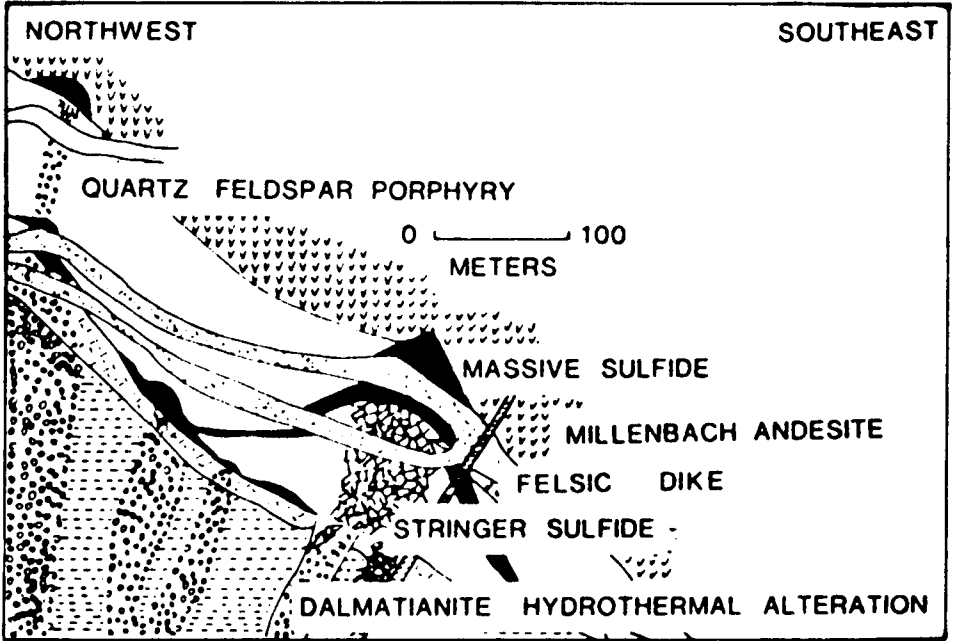 NORTHWEST
SOUTHEAST
QUARTZ FELDSPAR PORPHYRY
0 100
METERS
MASSIVE SULFIDE
MILLENBACH ANDESITE
FELSIC DIKE
STRINGER SULFIDE
DALMATIANITE HYDROTHERMAL ALTERATION